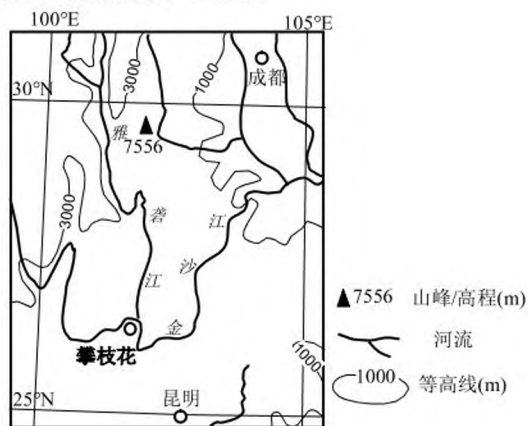 100°E
105°E
3000
1000
成都
30°N
雅
7556
3000
砻
江
江
沙
金
攀枝花
1000
25°N
昆明
▲7556 山峰/高程(m)
河流
1000 等高线(m)